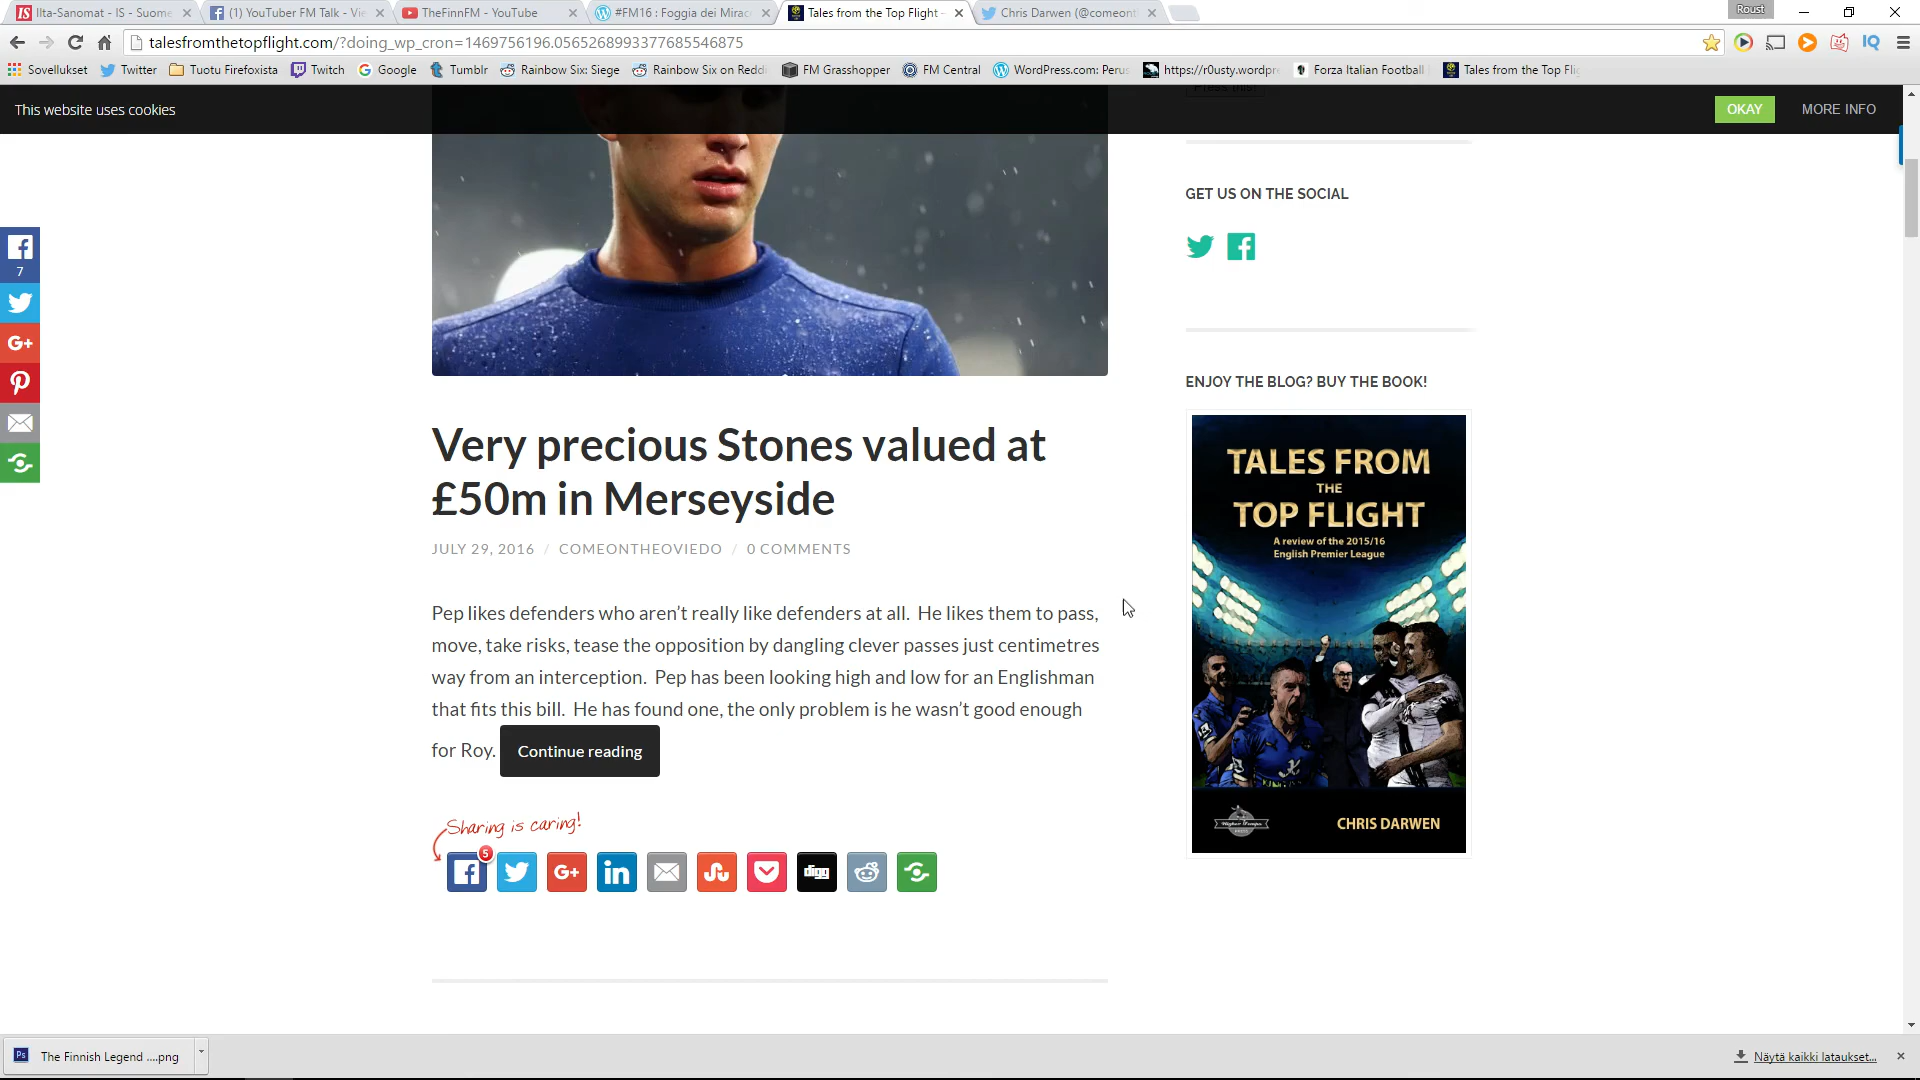 Ilta-Sanomat - IS - Suome
(1) YouTuber FM Talk - Vie
TheFinnFM - YouTube
#FM16 : Foggia dei Mirac
Tales from the Top Flight -
Chris Darwen (@comeont
Roust
talesfromthetopflight.com/?doing_wp_cron=1469756196.0565268993377685546875
Sovellukset
Twitter
Tuotu Firefoxista
Twitch
Google
Tumblr
Rainbow Six: Siege
Rainbow Six on Reddi
FM Grasshopper
FM Central
WordPress.com: Perus
https://r0usty.wordpre
Forza Italian Football
Tales from the Top Flig
This website uses cookies
OKAY
MORE INFO
Press This!
GET US ON THE SOCIAL
7
ENJOY THE BLOG? BUY THE BOOK!
TALES FROM
THE
TOP FLIGHT
A review of the 2015/16
English Premier League
CHRIS DARWEN
Very precious Stones valued at
£50m in Merseyside
JULY 29, 2016 / COMEONTHEOVIEDO / 0 COMMENTS
Pep likes defenders who aren't really like defenders at all. He likes them to pass,
move, take risks, tease the opposition by dangling clever passes just centimetres
way from an interception. Pep has been looking high and low for an Englishman
that fits this bill. He has found one, the only problem is he wasn't good enough
for Roy. Continue reading
Sharing is caring!
5
digg
The Finnish Legend ....png
Näytä kaikki lataukset...